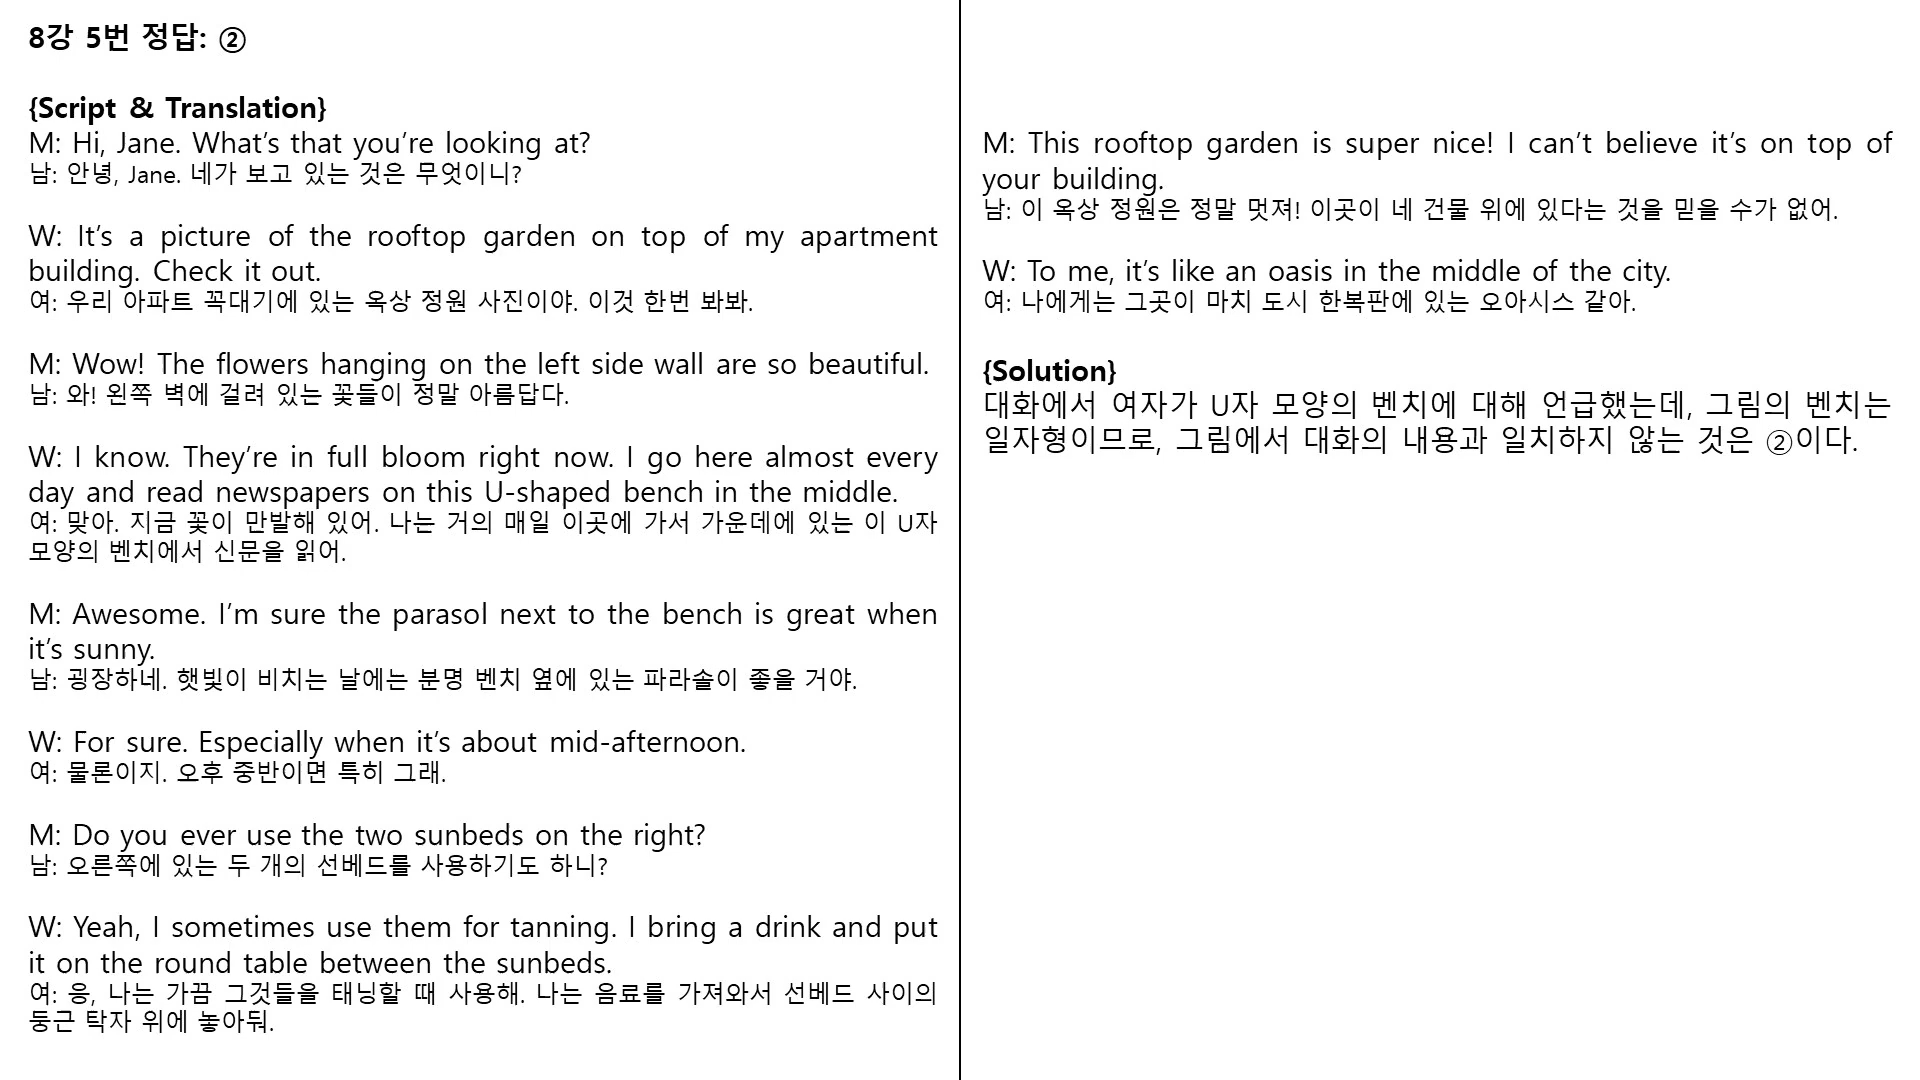 8강 5번 정답: ②
{Script & Translation}
M: Hi, Jane. What’s that you’re looking at?
남: 안녕, Jane. 네가 보고 있는 것은 무엇이니?
W: It’s a picture of the rooftop garden on top of my apartment
building. Check it out.
여: 우리 아파트 꼭대기에 있는 옥상 정원 사진이야. 이것 한번 봐봐.
M: Wow! The flowers hanging on the left side wall are so beautiful.
남: 와! 왼쪽 벽에 걸려 있는 꽃들이 정말 아름답다.
W: I know. They’re in full bloom right now. I go here almost every
day and read newspapers on this U-shaped bench in the middle.
여: 맞아. 지금 꽃이 만발해 있어. 나는 거의 매일 이곳에 가서 가운데에 있는 이 U자
모양의 벤치에서 신문을 읽어.
M: Awesome. I’m sure the parasol next to the bench is great when
it’s sunny.
남: 굉장하네. 햇빛이 비치는 날에는 분명 벤치 옆에 있는 파라솔이 좋을 거야.
W: For sure. Especially when it’s about mid-afternoon.
여: 물론이지. 오후 중반이면 특히 그래.
M: Do you ever use the two sunbeds on the right?
남: 오른쪽에 있는 두 개의 선베드를 사용하기도 하니?
W: Yeah, I sometimes use them for tanning. I bring a drink and put
it on the round table between the sunbeds.
여: 응, 나는 가끔 그것들을 태닝할 때 사용해. 나는 음료를 가져와서 선베드 사이의
둥근 탁자 위에 놓아둬.
M: This rooftop garden is super nice! I can’t believe it’s on top of
your building.
남: 이 옥상 정원은 정말 멋져! 이곳이 네 건물 위에 있다는 것을 믿을 수가 없어.
W: To me, it’s like an oasis in the middle of the city.
여: 나에게는 그곳이 마치 도시 한복판에 있는 오아시스 같아.
{Solution}
대화에서 여자가 U자 모양의 벤치에 대해 언급했는데, 그림의 벤치는
일자형이므로, 그림에서 대화의 내용과 일치하지 않는 것은 ②이다.